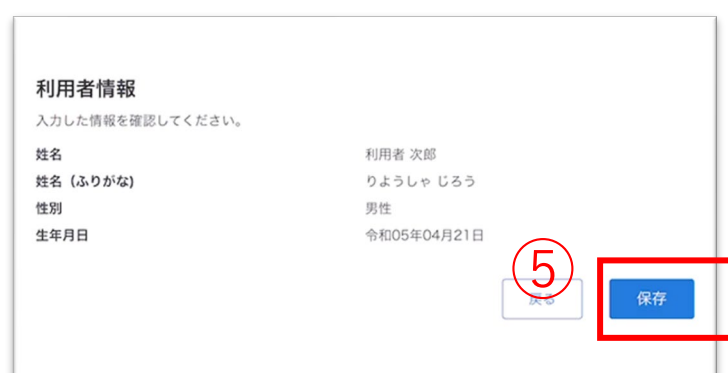 利用者情報
入力した情報を確認してください。
姓名 利用者 次郎
姓名（ふりがな) りようしゃ じろう
性別 男性
生年月日 令和05年04月21日
⑤
戻る 保存